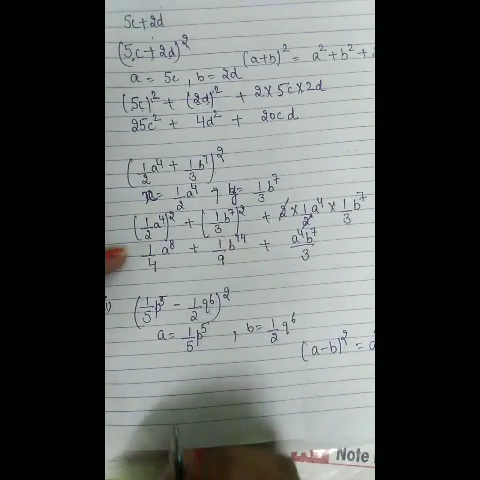 5c+2d
(5c+2d)² (a+b)² = a²+b²+
a = 5c, b = 2d
(5c)² + (2d)² + 2×5c×2d
25c² + 4d² + 20cd
(1/2 a⁴ + 1/3 b⁷)²
x = 1/2 a⁴, y = 1/3 b⁷
(1/2 a⁴)² + (1/3 b⁷)² + 2×1/2 a⁴ × 1/3 b⁷
1/4 a⁸ + 1/9 b¹⁴ + a⁴b⁷/3
(1/5 p⁵ - 1/2 q⁶)²
a = 1/5 p⁵, b = 1/2 q⁶
(a-b)² =
Note